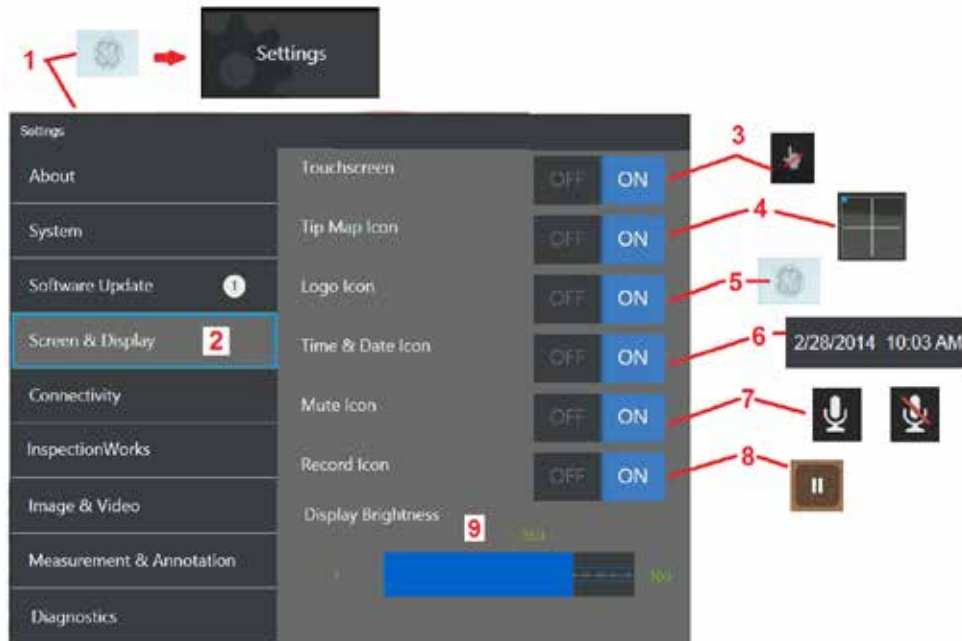 1
Settings
Settings
About
System
Software Update 1
Screen & Display 2
Connectivity
InspectionWorks
Image & Video
Measurement & Annotation
Diagnostics
Touchscreen OFF ON 3
Tip Map Icon OFF ON 4
Logo Icon OFF ON 5
Time & Date Icon OFF ON 6 2/28/2014 10:03 AM
Mute Icon OFF ON 7
Record Icon OFF ON 8
Display Brightness 9